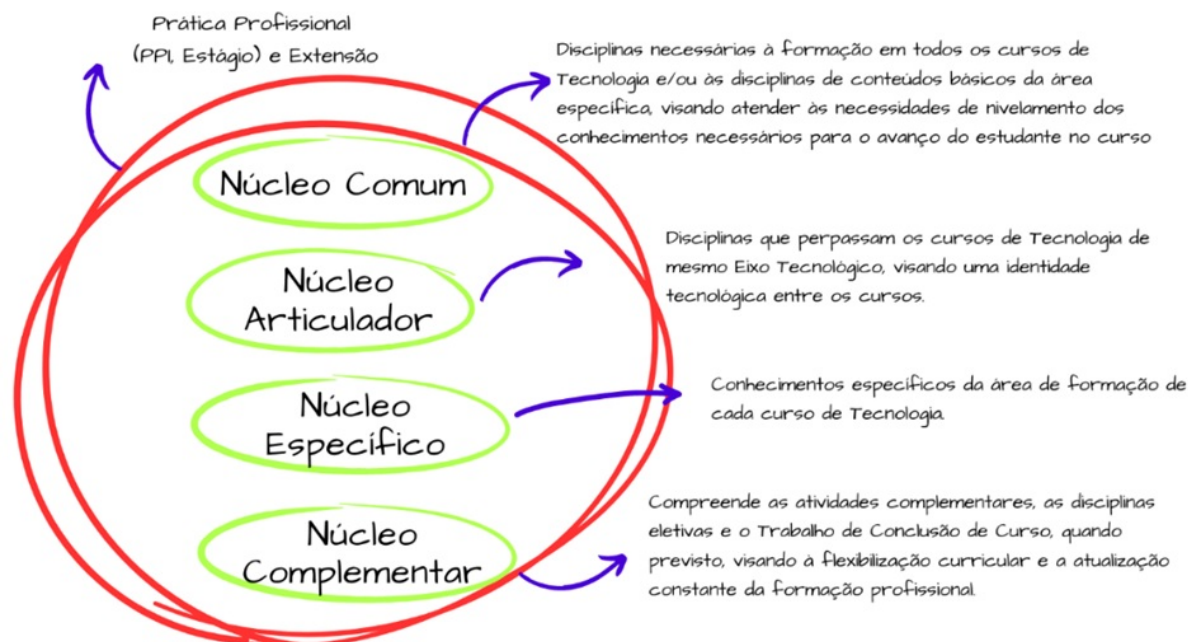 Prática Profissional
(PPI, Estágio) e Extensão
Disciplinas necessárias à formação em todos os cursos de
Tecnologia e/ou às disciplinas de conteúdos básicos da área
específica, visando atender às necessidades de nivelamento dos
conhecimentos necessários para o avanço do estudante no curso
Núcleo Comum
Núcleo
Articulador
Disciplinas que perpassam os cursos de Tecnologia de
mesmo Eixo Tecnológico, visando uma identidade
tecnológica entre os cursos.
Núcleo
Específico
Conhecimentos específicos da área de formação de
cada curso de Tecnologia.
Núcleo
Complementar
Compreende as atividades complementares, as disciplinas
eletivas e o Trabalho de Conclusão de Curso, quando
previsto, visando à flexibilização curricular e a atualização
constante da formação profissional.